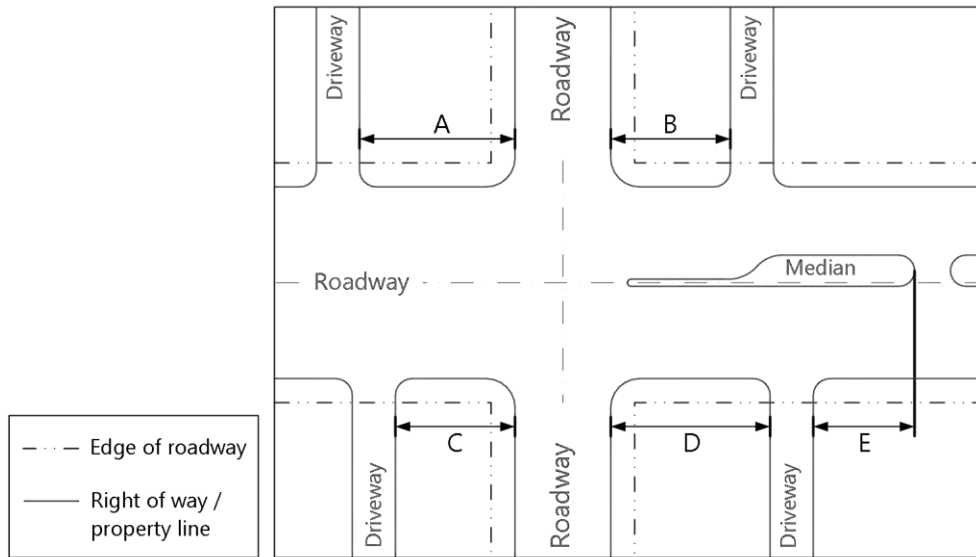 Driveway
Roadway
Driveway
A
B
Roadway
Median
C
D
E
Driveway
Roadway
Driveway
Edge of roadway
Right of way /
property line